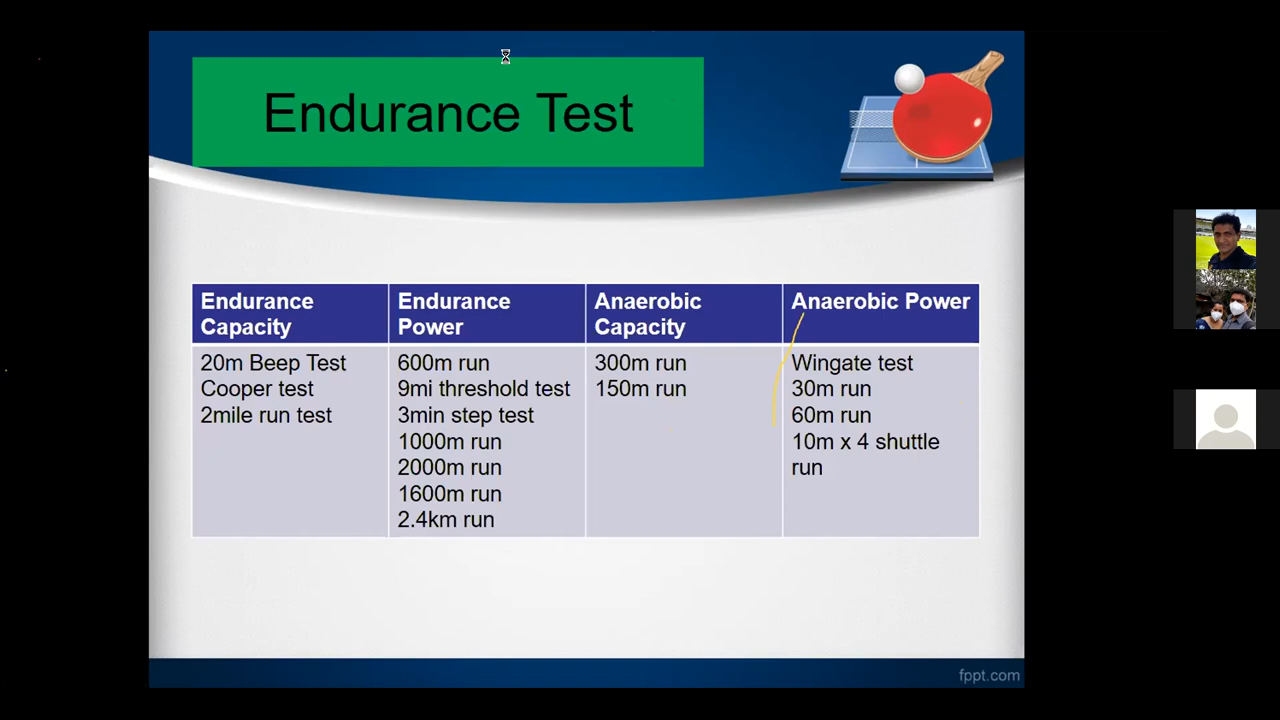 Endurance Test
Endurance
Capacity
Endurance
Power
Anaerobic
Capacity
Anaerobic Power
20m Beep Test
Cooper test
2mile run test
600m run
9mi threshold test
3min step test
1000m run
2000m run
1600m run
2.4km run
300m run
150m run
Wingate test
30m run
60m run
10m x 4 shuttle
run
fppt.com